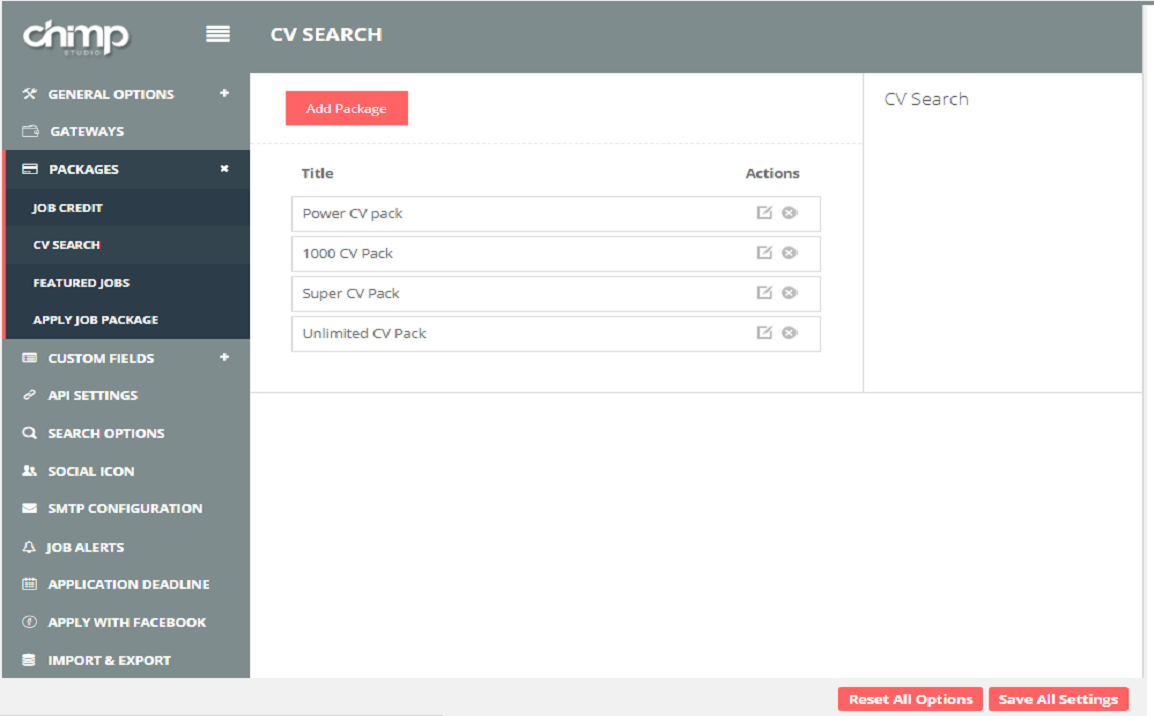 chimp
STUDIO
CV SEARCH
GENERAL OPTIONS +
GATEWAYS
PACKAGES
JOB CREDIT
CV SEARCH
FEATURED JOBS
APPLY JOB PACKAGE
CUSTOM FIELDS +
API SETTINGS
SEARCH OPTIONS
SOCIAL ICON
SMTP CONFIGURATION
JOB ALERTS
APPLICATION DEADLINE
APPLY WITH FACEBOOK
IMPORT & EXPORT
Add Package
Title Actions
Power CV pack
1000 CV Pack
Super CV Pack
Unlimited CV Pack
CV Search
Reset All Options Save All Settings